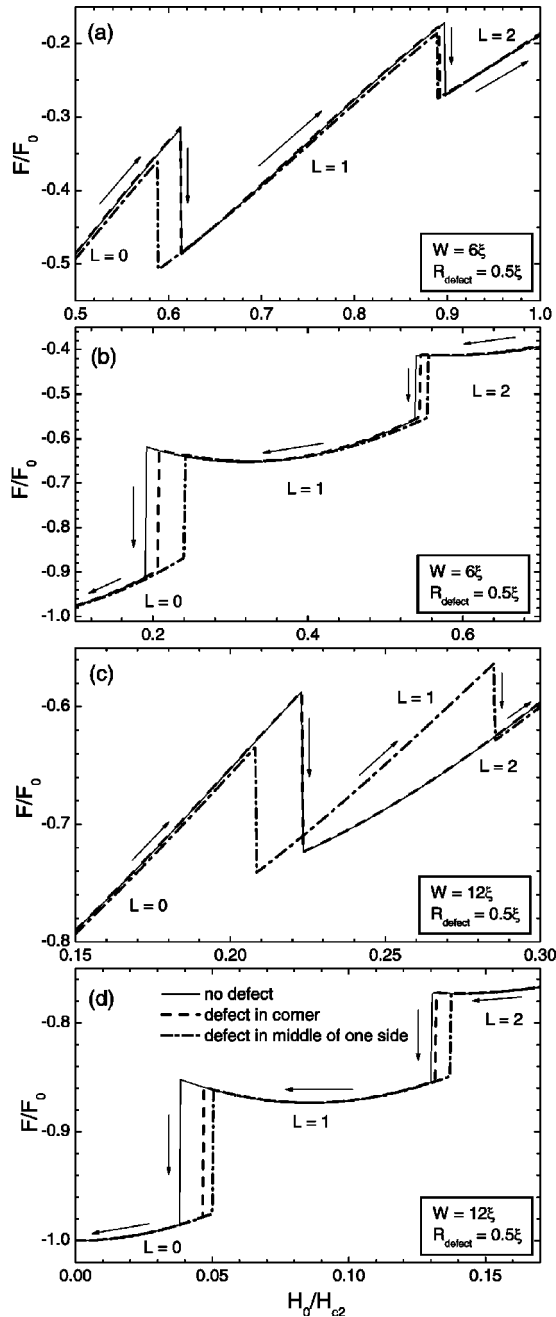 (a)
-0.2
-0.3
-0.4
-0.5
F/F0
L = 0
L = 1
L = 2
W = 6ξ
Rdefect = 0.5ξ
0.5 0.6 0.7 0.8 0.9 1.0
(b)
-0.4
-0.5
-0.6
-0.7
-0.8
-0.9
-1.0
F/F0
L = 2
L = 1
L = 0
W = 6ξ
Rdefect = 0.5ξ
0.2 0.4 0.6
(c)
-0.6
-0.7
-0.8
F/F0
L = 1
L = 2
L = 0
W = 12ξ
Rdefect = 0.5ξ
0.15 0.20 0.25 0.30
(d)
no defect
defect in corner
defect in middle of one side
-0.8
-0.9
-1.0
F/F0
L = 2
L = 1
L = 0
W = 12ξ
Rdefect = 0.5ξ
0.00 0.05 0.10 0.15
H0/Hc2